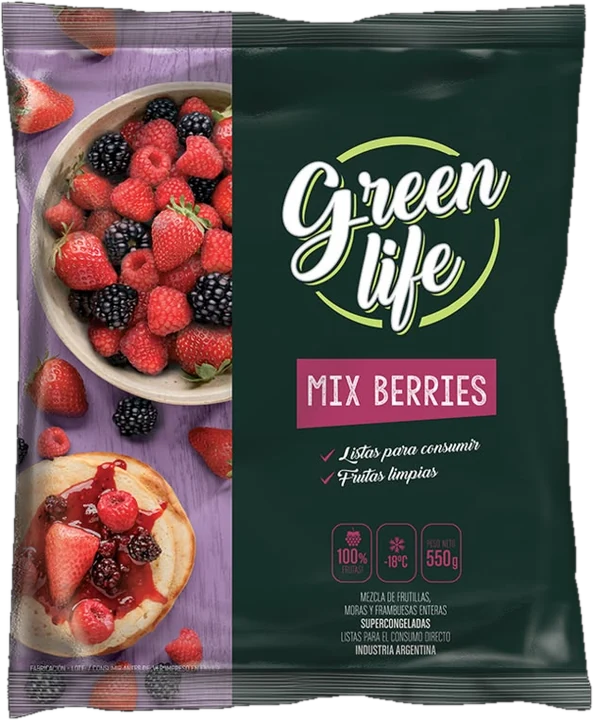 Green
life
MIX BERRIES
Listas para consumir
Frutas limpias
100%
FRUTAS
-18°C
PESO NETO
550g
MEZCLA DE FRUTILLAS,
MORAS Y FRAMBUESAS ENTERAS
SUPERCONGELADAS
LISTAS PARA EL CONSUMO DIRECTO
INDUSTRIA ARGENTINA